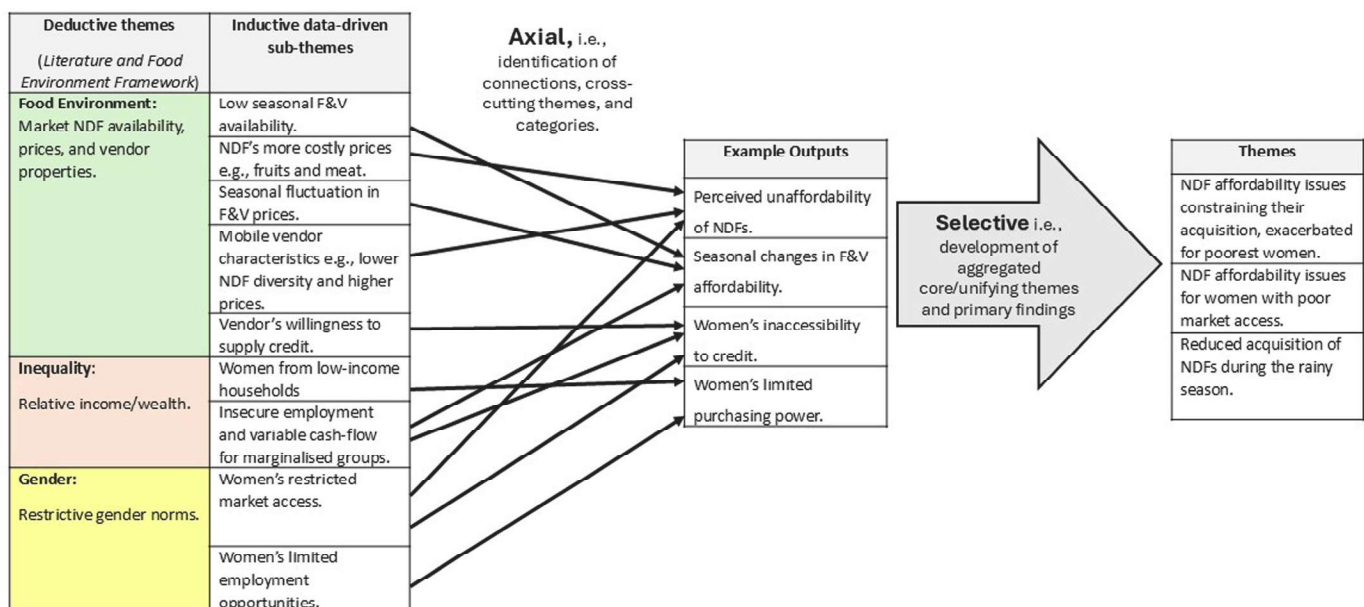 Deductive themes
(Literature and Food
Environment Framework)
Inductive data-driven
sub-themes
Food Environment:
Market NDF availability,
prices, and vendor
properties.
Low seasonal F&V
availability.
NDF's more costly prices
e.g., fruits and meat.
Seasonal fluctuation in
F&V prices.
Mobile vendor
characteristics e.g., lower
NDF diversity and higher
prices.
Vendor's willingness to
supply credit.
Inequality:
Relative income/wealth.
Women from low-income
households
Insecure employment
and variable cash-flow
for marginalised groups.
Gender:
Restrictive gender norms.
Women's restricted
market access.
Women's limited
employment
opportunities.
Axial, i.e.,
identification of
connections, cross-
cutting themes, and
categories.
Example Outputs
Perceived unaffordability
of NDFs.
Seasonal changes in F&V
affordability.
Women's inaccessibility
to credit.
Women's limited
purchasing power.
Selective i.e.,
development of
aggregated
core/unifying themes
and primary findings
Themes
NDF affordability issues
constraining their
acquisition, exacerbated
for poorest women.
NDF affordability issues
for women with poor
market access.
Reduced acquisition of
NDFs during the rainy
season.